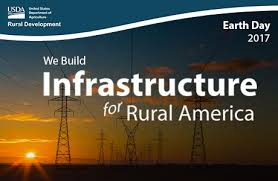 USDA
United States
Department of
Agriculture
Rural Development
Earth Day
2017
We Build
Infrastructure
for Rural America